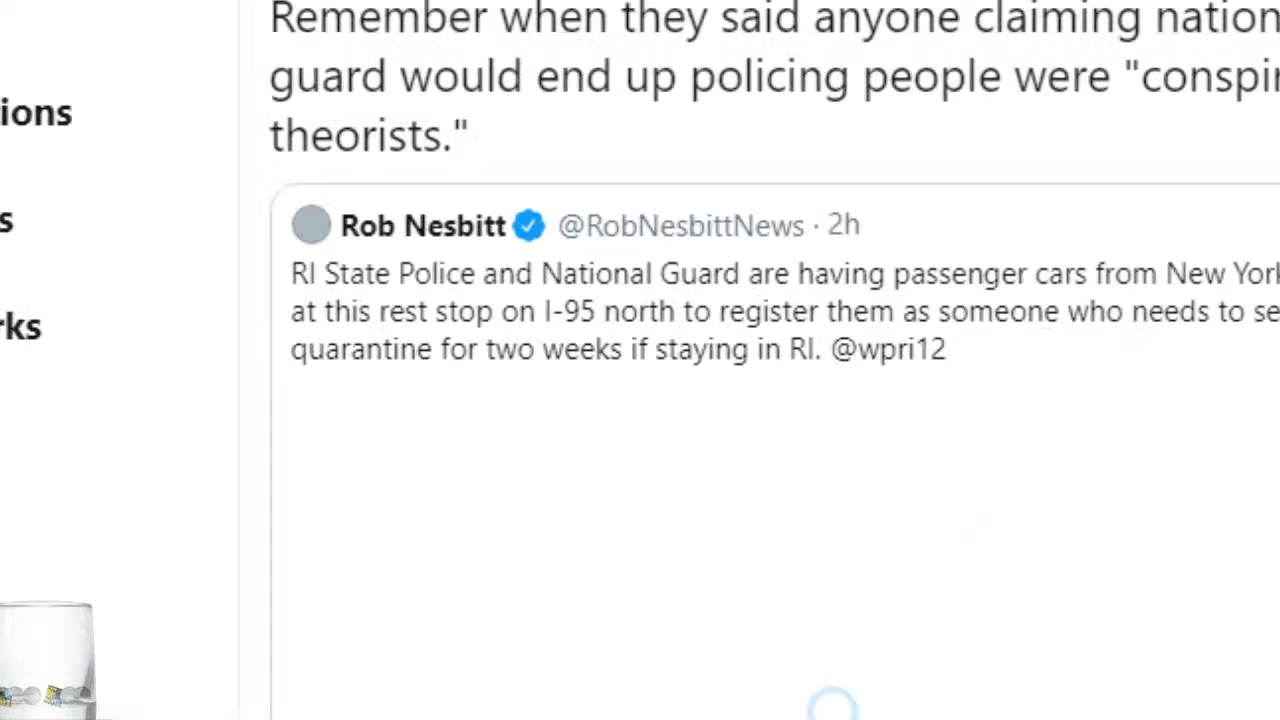 Remember when they said anyone claiming nation
guard would end up policing people were "conspir
theorists."
ions
s
rks
Rob Nesbitt @RobNesbittNews · 2h
RI State Police and National Guard are having passenger cars from New York
at this rest stop on I-95 north to register them as someone who needs to se
quarantine for two weeks if staying in RI. @wpri12